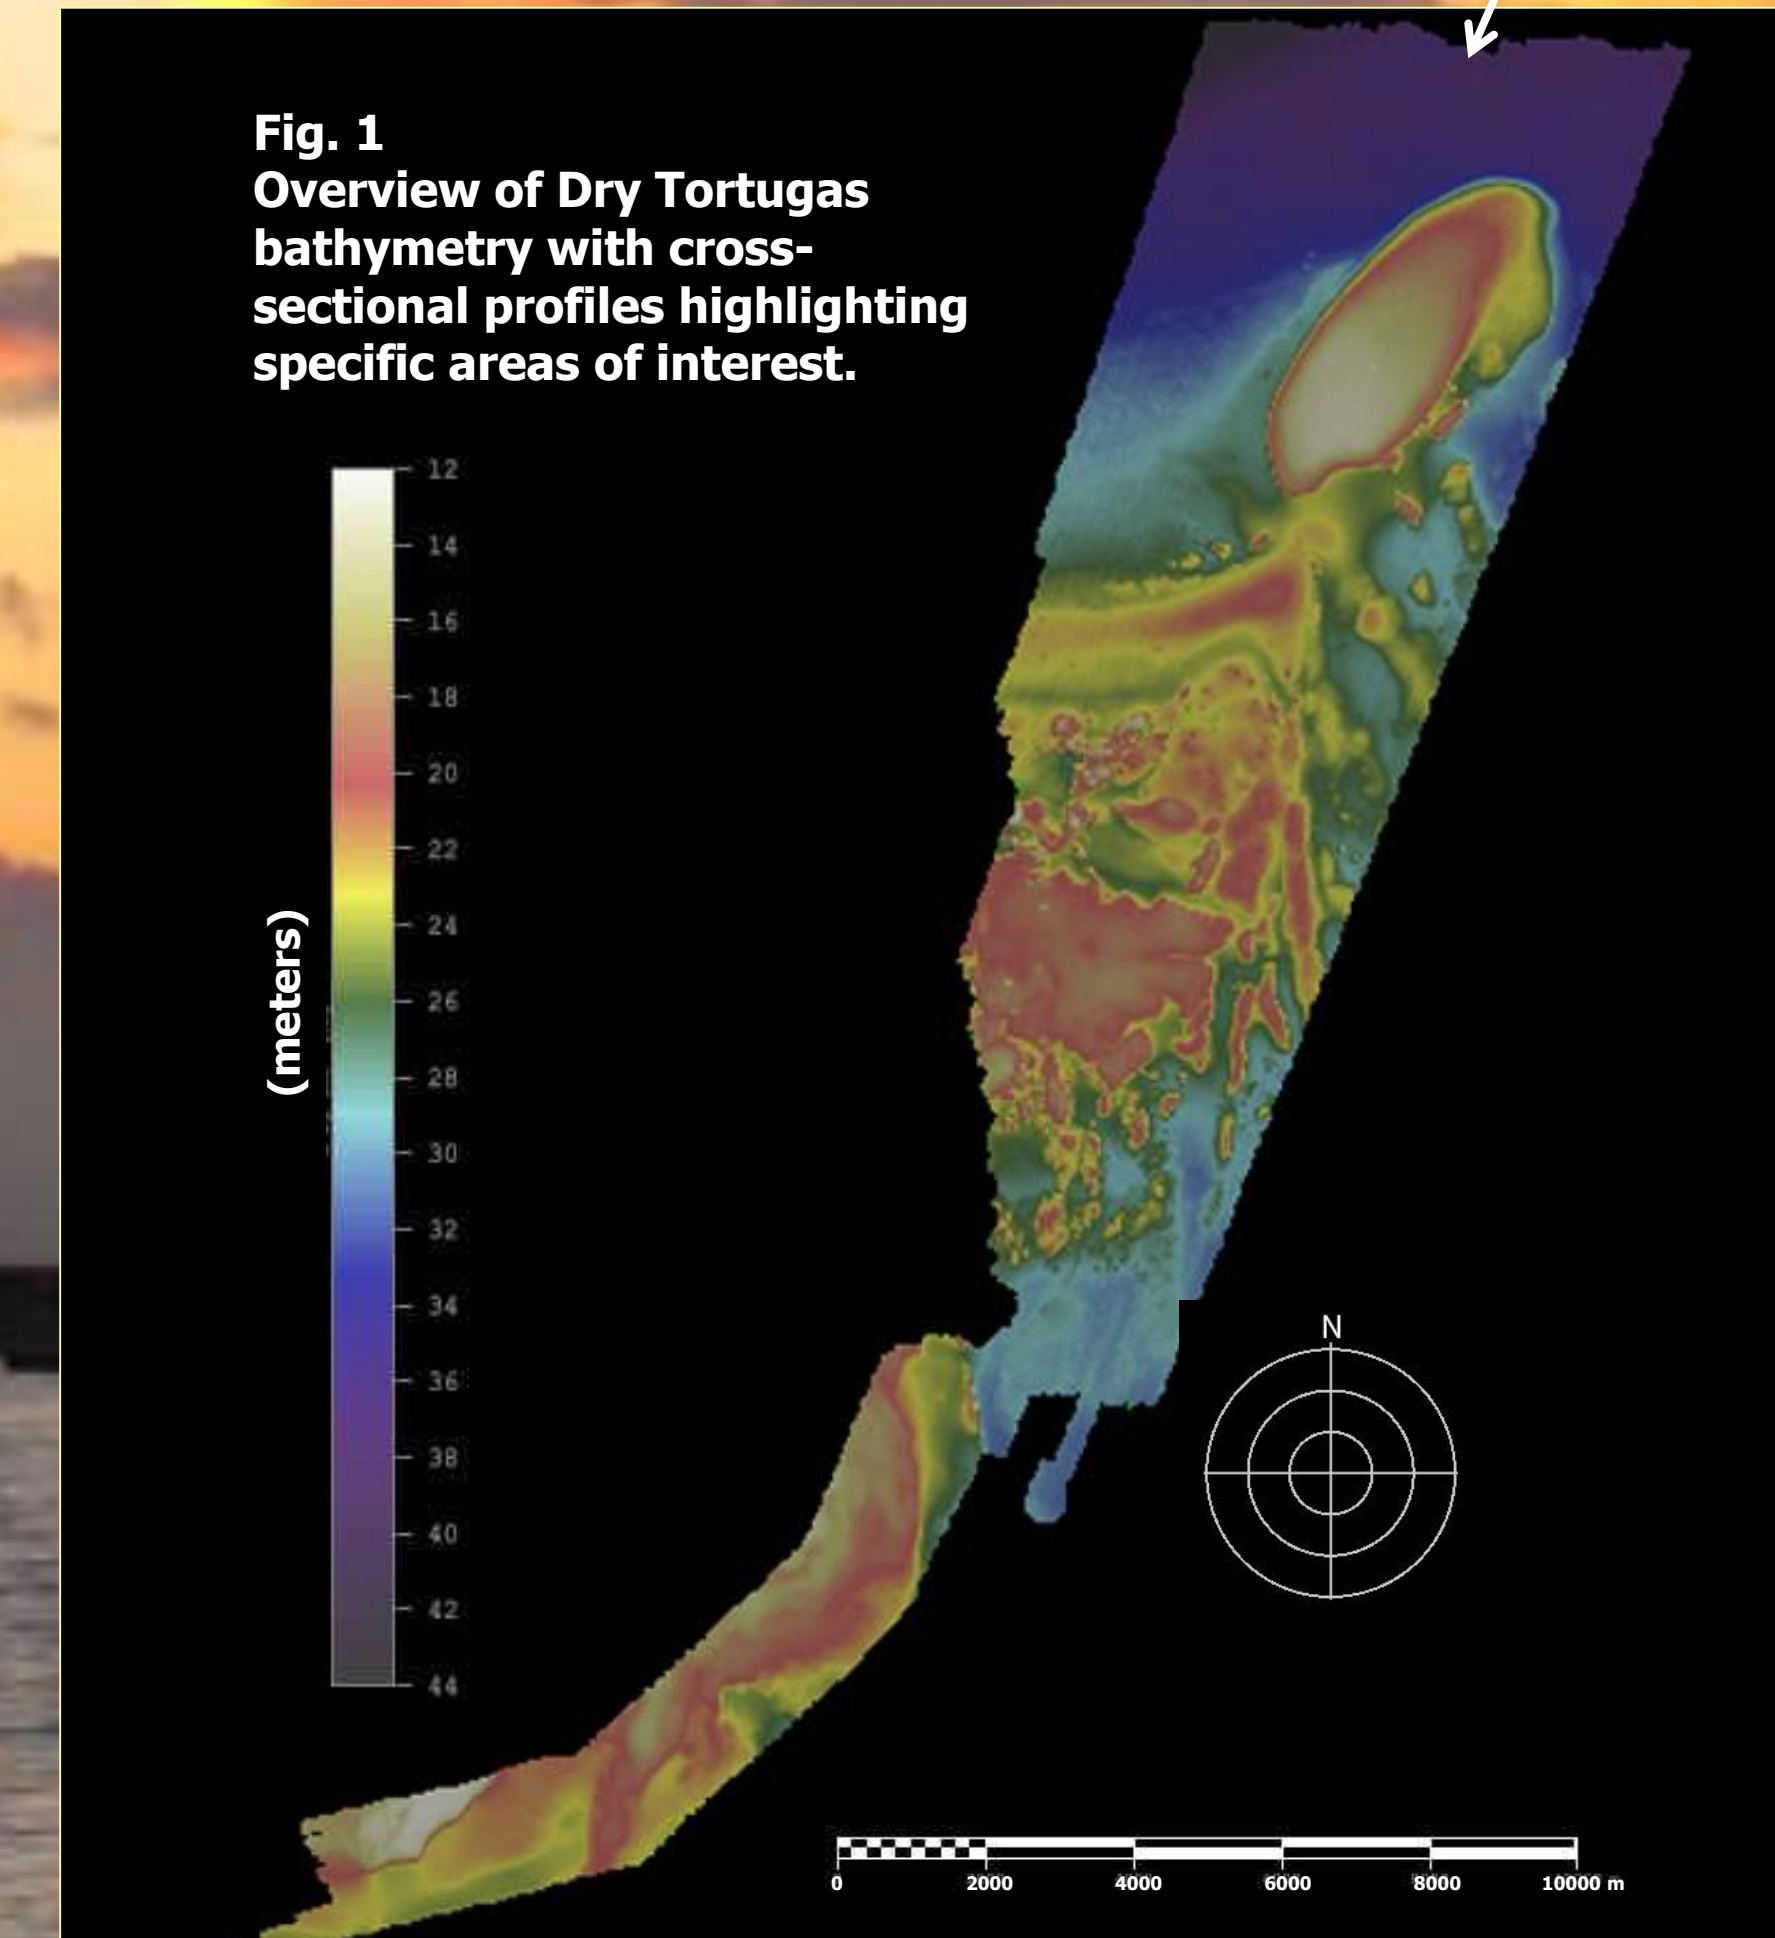 Fig. 1
Overview of Dry Tortugas
bathymetry with cross-
sectional profiles highlighting
specific areas of interest.
12
14
16
18
20
22
24
26
28
30
32
34
36
38
40
42
44
(meters)
N
0 2000 4000 6000 8000 10000 m